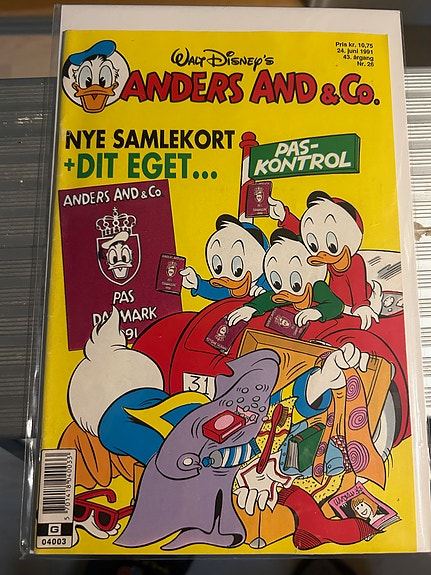 Walt Disney's
ANDERS AND & Co.
Pris kr. 10,75
24. juni 1991
43. årgang
Nr. 26
NYE SAMLEKORT
+DIT EGET...
PAS-
KONTROL
ANDERS AND & Co
PAS
DANMARK
1991
31
G
04003